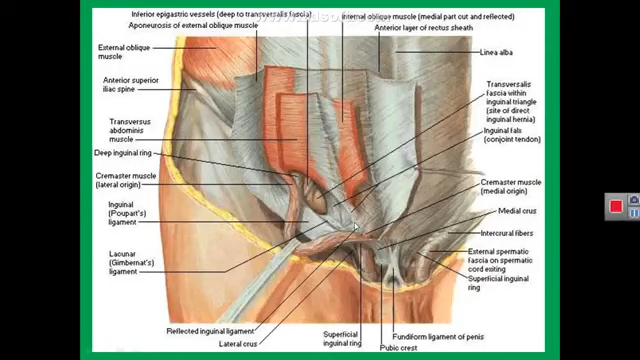 Inferior epigastric vessels (deep to transversalis fascia)
Aponeurosis of external oblique muscle
Internal oblique muscle (medial part cut and reflected)
Anterior layer of rectus sheath
External oblique
muscle
Linea alba
Anterior superior
iliac spine
Transversalis
fascia within
inguinal triangle
(site of direct
inguinal hernia)
Transversus
abdominis
muscle
Inguinal falx
(conjoint tendon)
Deep inguinal ring
Cremaster muscle
(lateral origin)
Cremaster muscle
(medial origin)
Inguinal
(Poupart's)
ligament
Medial crus
Intercrural fibers
Lacunar
(Gimbernat's)
ligament
External spermatic
fascia on spermatic
cord exiting
Superficial inguinal
ring
Reflected inguinal ligament
Lateral crus
Superficial
inguinal ring
Pubic crest
Fundiform ligament of penis